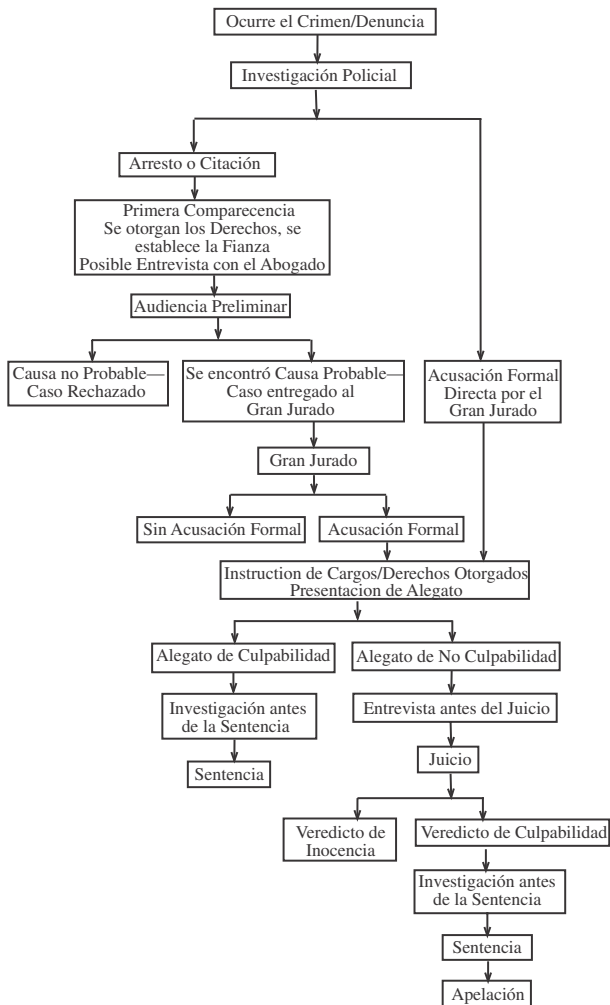 Ocurre el Crimen/Denuncia
Investigación Policial
Arresto o Citación
Primera Comparecencia
Se otorgan los Derechos, se
establece la Fianza
Posible Entrevista con el Abogado
Audiencia Preliminar
Causa no Probable—
Caso Rechazado
Se encontró Causa Probable—
Caso entregado al
Gran Jurado
Acusación Formal
Directa por el
Gran Jurado
Gran Jurado
Sin Acusación Formal
Acusación Formal
Instruction de Cargos/Derechos Otorgados
Presentacion de Alegato
Alegato de Culpabilidad
Alegato de No Culpabilidad
Investigación antes
de la Sentencia
Entrevista antes del Juicio
Sentencia
Juicio
Veredicto de
Inocencia
Veredicto de Culpabilidad
Investigación antes
de la Sentencia
Sentencia
Apelación